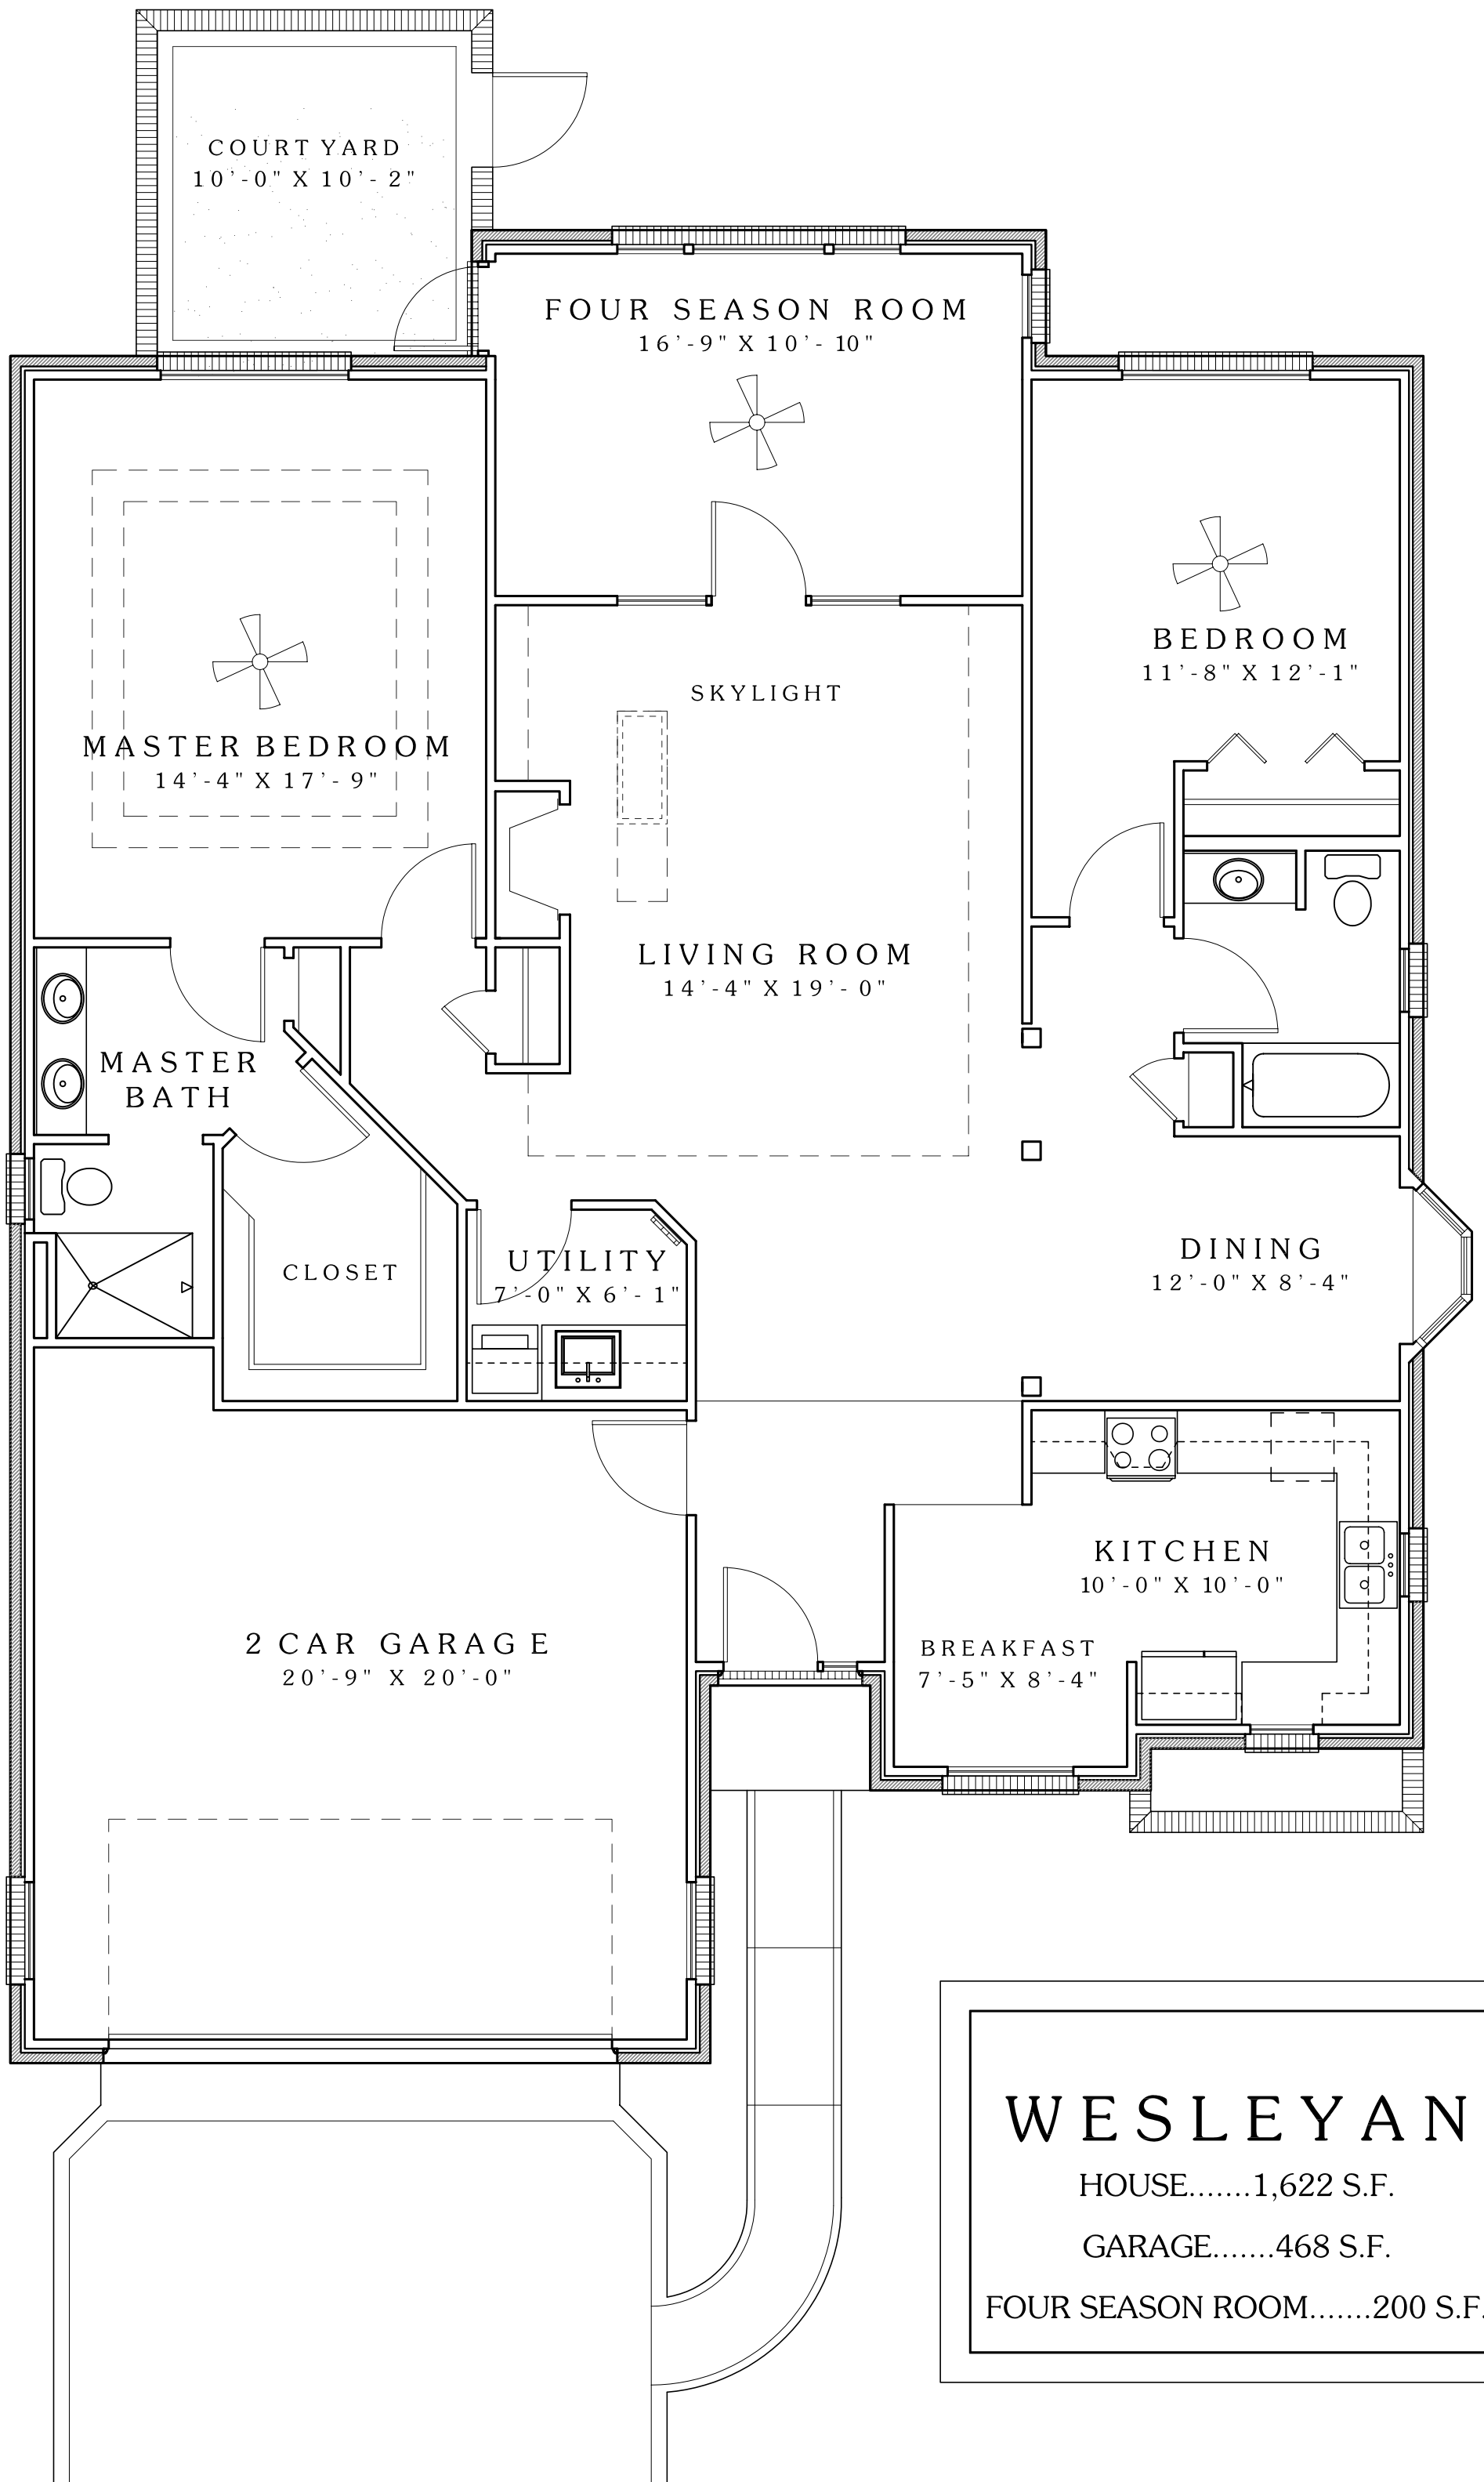 COURT YARD
10'-0" X 10'-2"
FOUR SEASON ROOM
16'-9" X 10'-10"
BEDROOM
11'-8" X 12'-1"
SKYLIGHT
MASTER BEDROOM
14'-4" X 17'-9"
LIVING ROOM
14'-4" X 19'-0"
MASTER
BATH
UTILITY
7'-0" X 6'-1"
CLOSET
DINING
12'-0" X 8'-4"
KITCHEN
10'-0" X 10'-0"
BREAKFAST
7'-5" X 8'-4"
2 CAR GARAGE
20'-9" X 20'-0"
WESLEYAN
HOUSE.......1,622 S.F.
GARAGE.......468 S.F.
FOUR SEASON ROOM.......200 S.F.